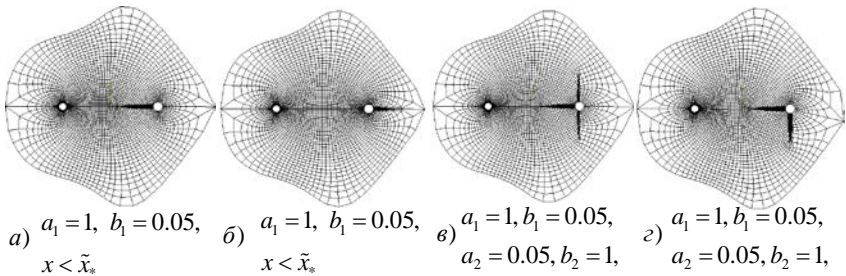 а) a₁ = 1, b₁ = 0.05,
x < x̃*
б) a₁ = 1, b₁ = 0.05,
x < x̃*
в) a₁ = 1, b₁ = 0.05,
a₂ = 0.05, b₂ = 1,
г) a₁ = 1, b₁ = 0.05,
a₂ = 0.05, b₂ = 1,